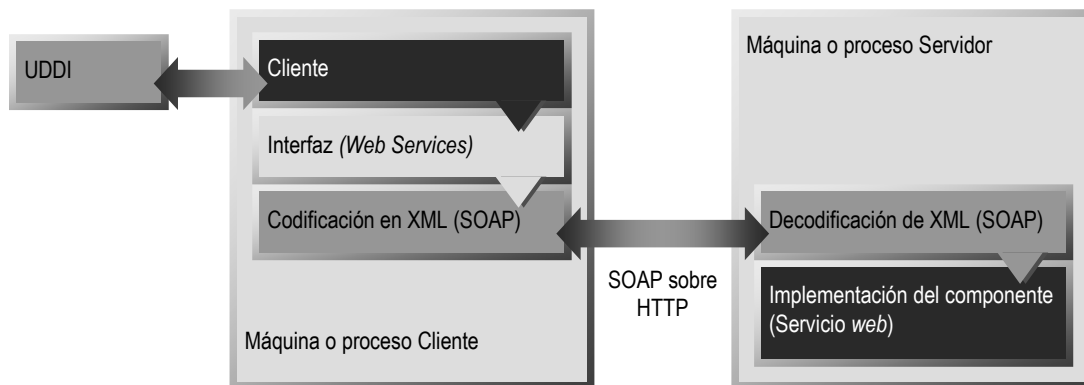 UDDI
Cliente
Interfaz (Web Services)
Codificación en XML (SOAP)
Máquina o proceso Cliente
SOAP sobre
HTTP
Máquina o proceso Servidor
Decodificación de XML (SOAP)
Implementación del componente
(Servicio web)